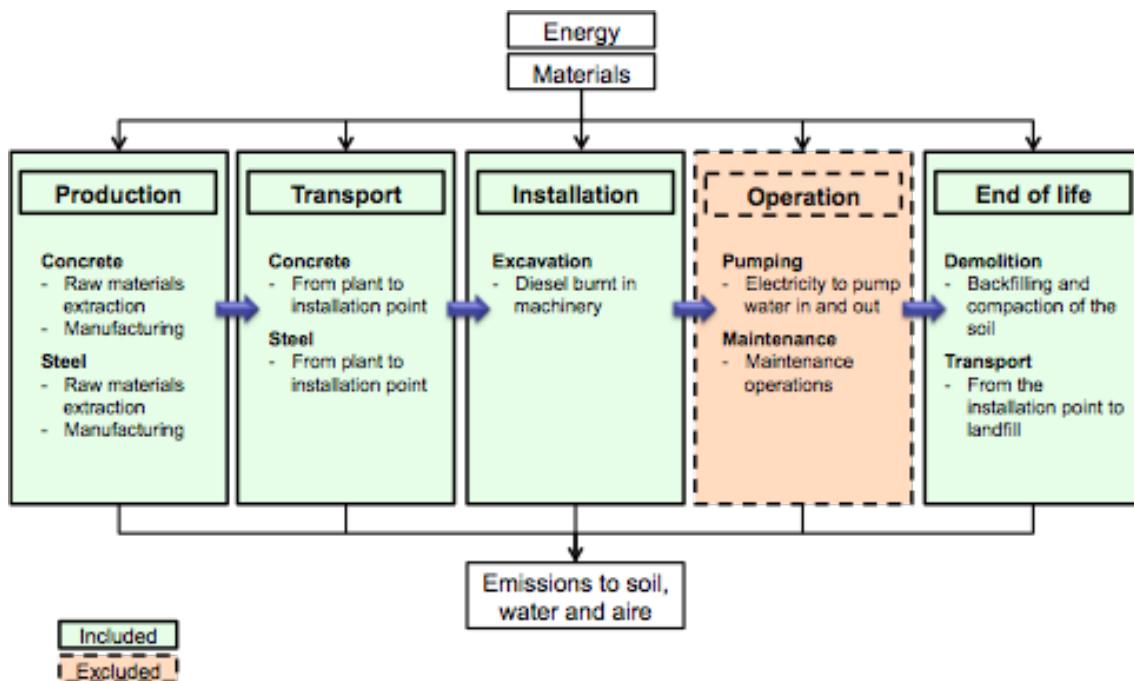 Energy
Materials
Production
Concrete
- Raw materials
extraction
- Manufacturing
Steel
- Raw materials
extraction
- Manufacturing
Transport
Concrete
- From plant to
installation point
Steel
- From plant to
installation point
Installation
Excavation
- Diesel burnt in
machinery
Operation
Pumping
- Electricity to pump
water in and out
Maintenance
- Maintenance
operations
End of life
Demolition
- Backfilling and
compaction of the
soil
Transport
- From the
installation point to
landfill
Emissions to soil,
water and aire
Included
Excluded